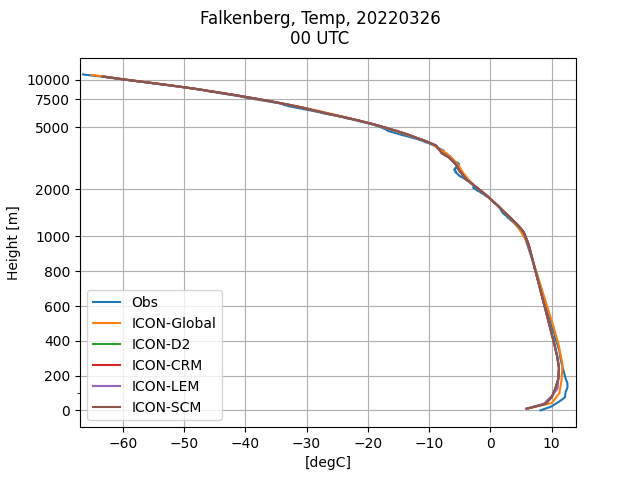 Falkenberg, Temp, 20220326
00 UTC
10000
7500
5000
2000
1000
800
600
400
200
0
Height [m]
Obs
ICON-Global
ICON-D2
ICON-CRM
ICON-LEM
ICON-SCM
−60 −50 −40 −30 −20 −10 0 10
[degC]